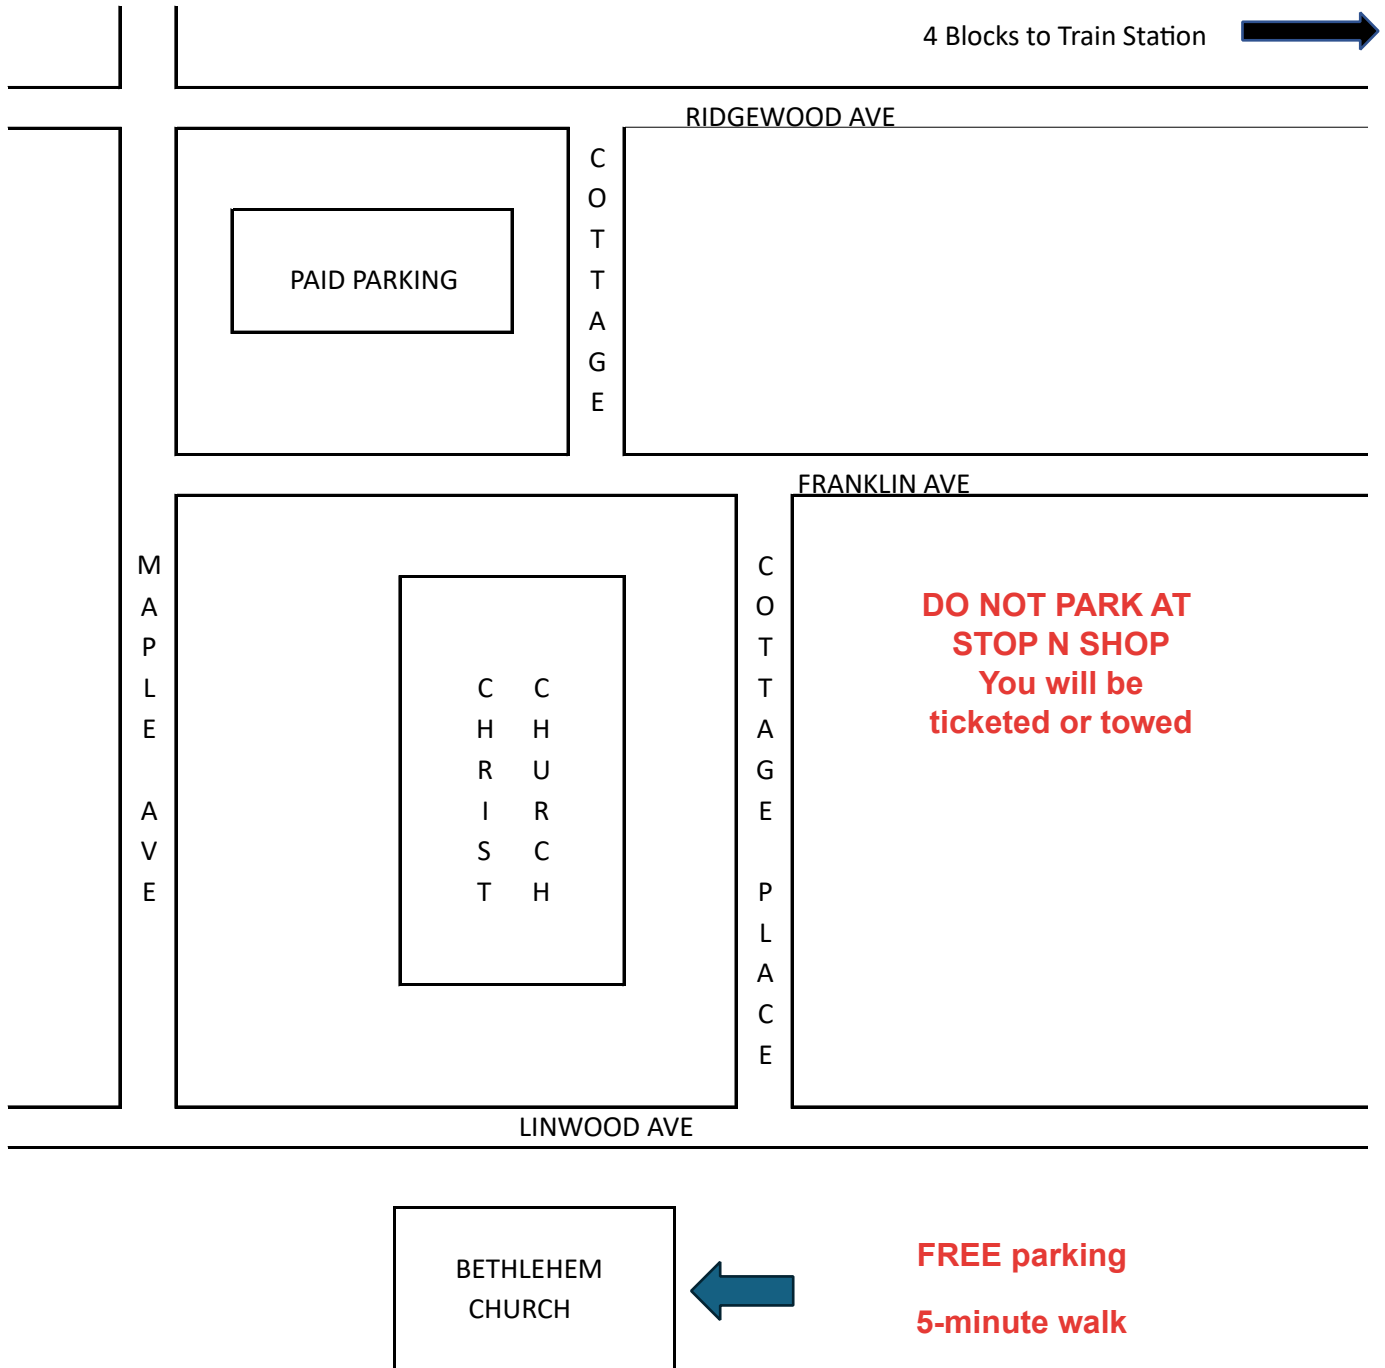 4 Blocks to Train Station
RIDGEWOOD AVE
COTTAGE
PAID PARKING
FRANKLIN AVE
MAPLE AVE
CHRIST
CHURCH
COTTAGE PLACE
DO NOT PARK AT
STOP N SHOP
You will be
ticketed or towed
LINWOOD AVE
BETHLEHEM
CHURCH
FREE parking
5-minute walk